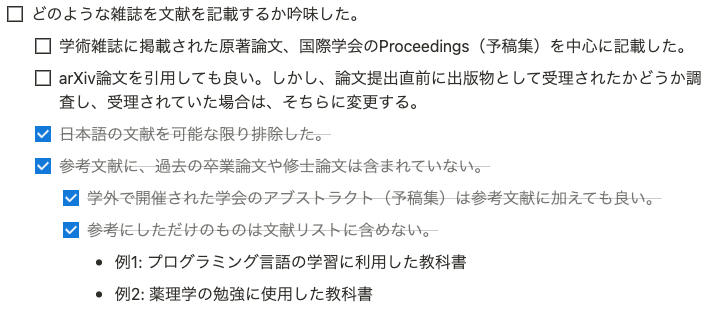 どのような雑誌を文献を記載するか吟味した。
学術雑誌に掲載された原著論文、国際学会のProceedings（予稿集）を中心に記載した。
arXiv論文を引用しても良い。しかし、論文提出直前に出版物として受理されたかどうか調
査し、受理されていた場合は、そちらに変更する。
日本語の文献を可能な限り排除した。
参考文献に、過去の卒業論文や修士論文は含まれていない。
学外で開催された学会のアブストラクト（予稿集）は参考文献に加えても良い。
参考にしただけのものは文献リストに含めない。
• 例1: プログラミング言語の学習に利用した教科書
• 例2: 薬理学の勉強に使用した教科書